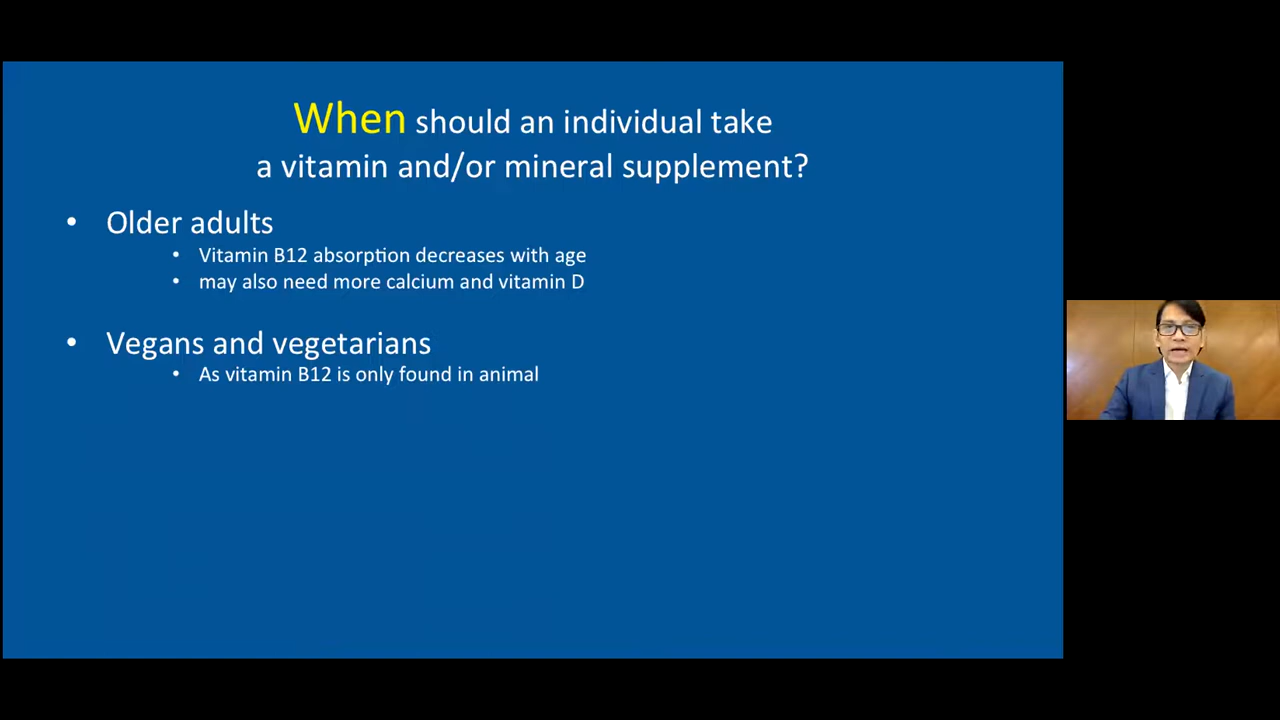 When should an individual take
a vitamin and/or mineral supplement?
• Older adults
• Vitamin B12 absorption decreases with age
• may also need more calcium and vitamin D
• Vegans and vegetarians
• As vitamin B12 is only found in animal